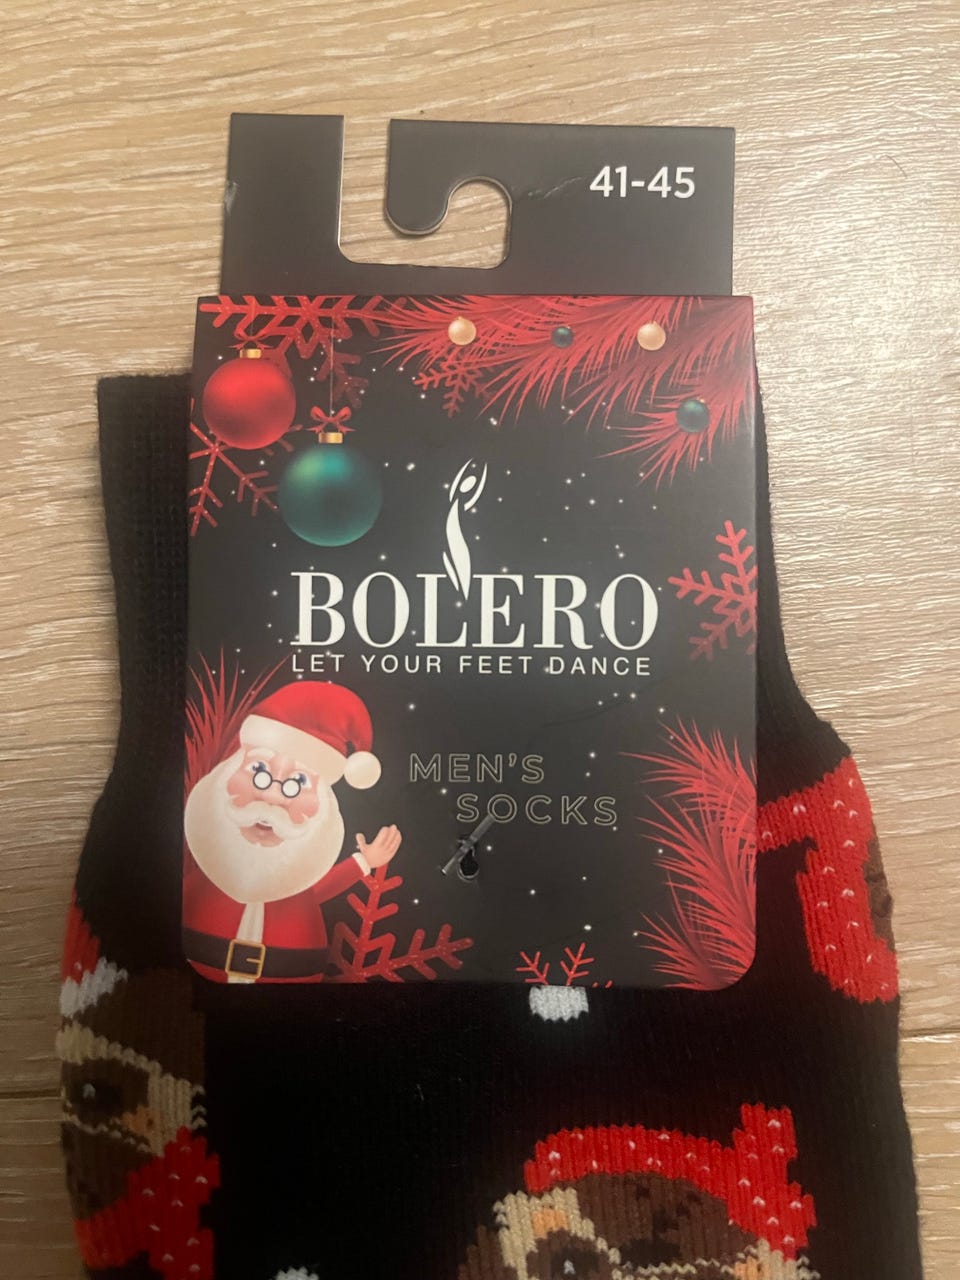 41-45
BOLERO
LET YOUR FEET DANCE
MEN'S
SOCKS